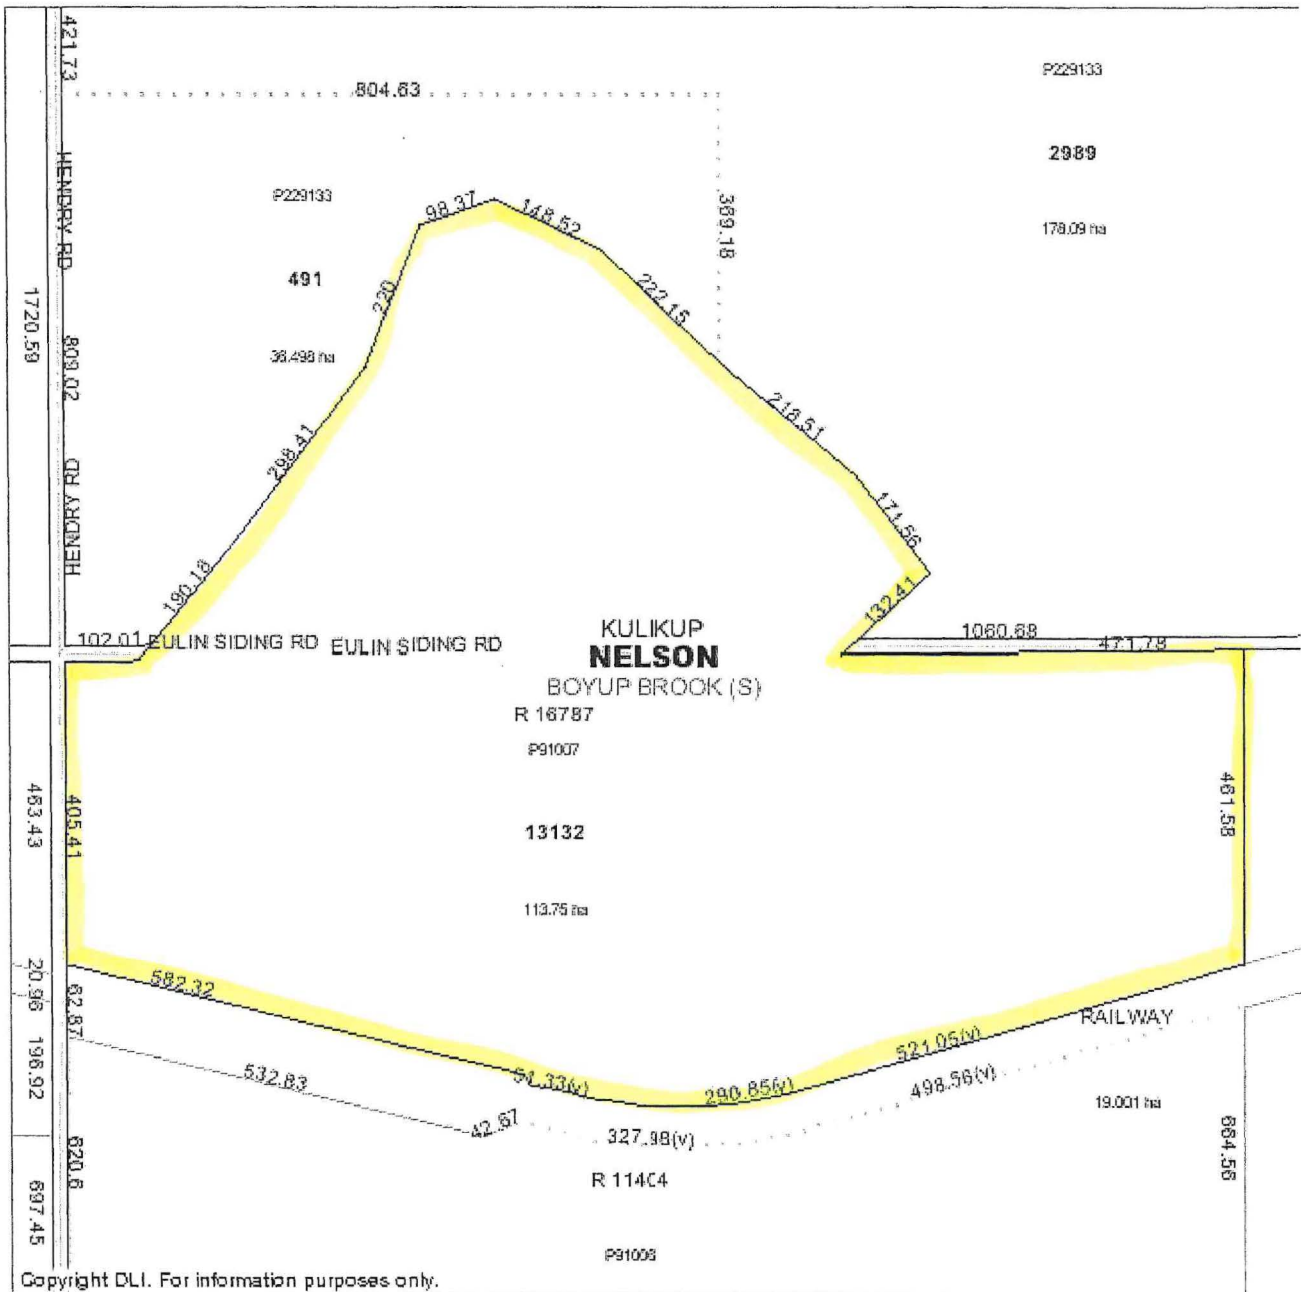 421.73
804.63
P229133
2989
178.09 ha
HENDRY RD
P229133
491
36.498 ha
98.37
148.52
369.18
220
222.15
1720.59
809.02
HENDRY RD
298.41
218.51
171.56
190.18
132.41
102.01
EULIN SIDING RD
EULIN SIDING RD
KULIKUP
NELSON
BOYUP BROOK (S)
1060.68
471.78
R 16787
P91007
463.43
405.41
13132
461.58
113.75 ha
20.96
62.87
582.32
RAILWAY
196.92
532.83
51.33(v)
290.85(v)
521.05(v)
498.56(v)
19.001 ha
42.67
327.98(v)
620.6
664.56
R 11404
697.45
P91006
Copyright DLI. For information purposes only.